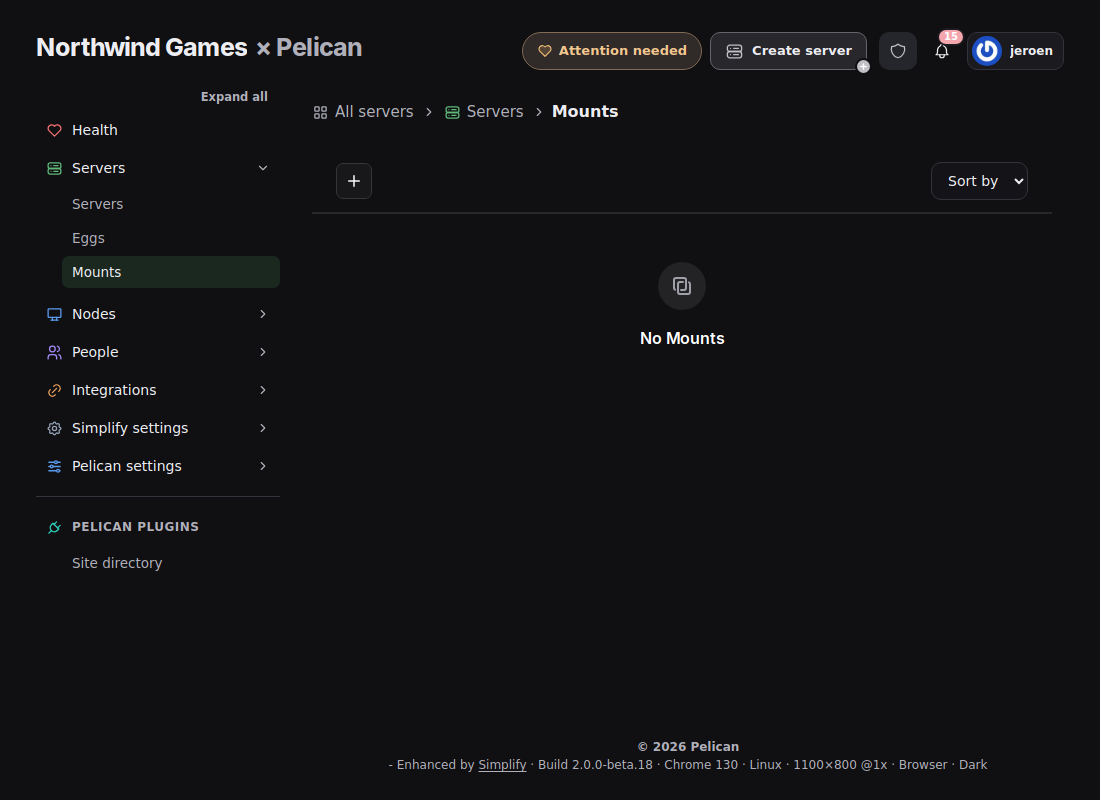 Northwind Games × Pelican
Attention needed
Create server
15
jeroen
Expand all
Health
Servers
Servers
Eggs
Mounts
Nodes
People
Integrations
Simplify settings
Pelican settings
PELICAN PLUGINS
Site directory
All servers > Servers > Mounts
Sort by
No Mounts
© 2026 Pelican
- Enhanced by Simplify · Build 2.0.0-beta.18 · Chrome 130 · Linux · 1100×800 @1x · Browser · Dark